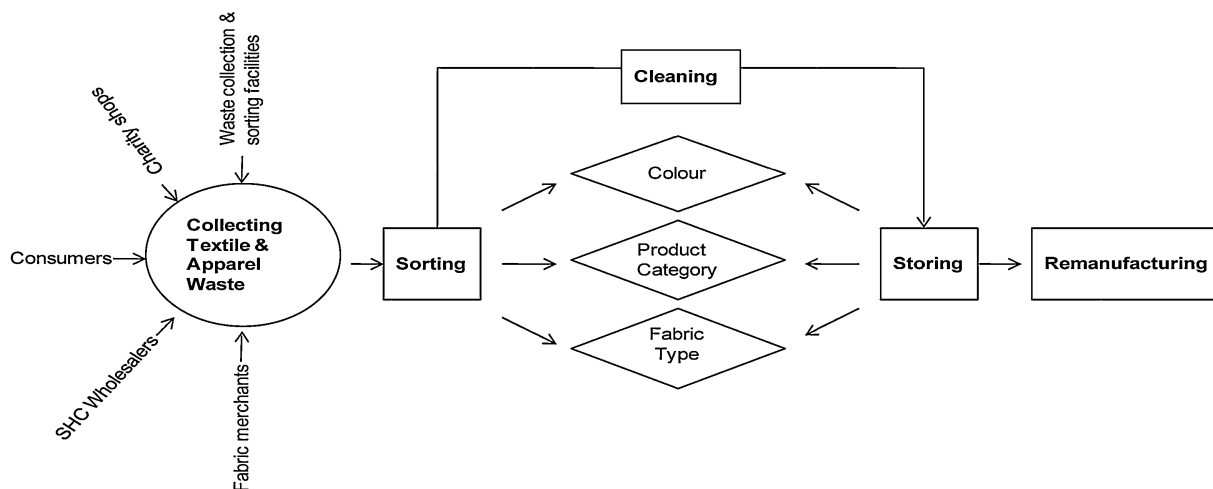 Waste collection &
sorting facilities
Charity shops
Consumers
SHC Wholesalers
Fabric merchants
Collecting
Textile &
Apparel
Waste
Sorting
Cleaning
Colour
Product
Category
Fabric
Type
Storing
Remanufacturing